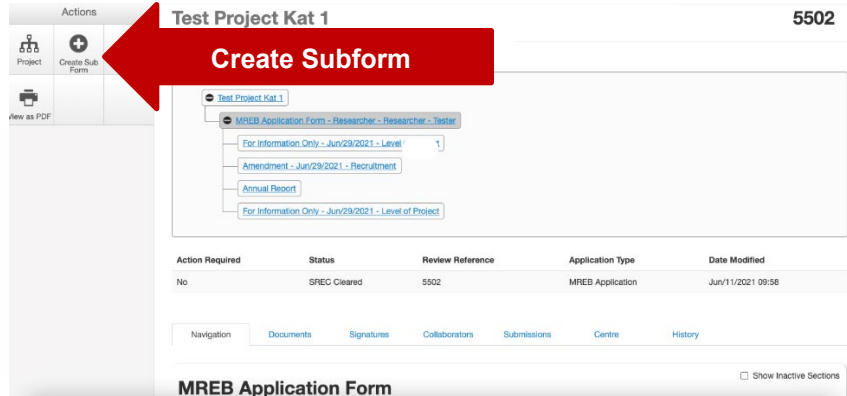 Actions
Test Project Kat 1
5502
Project
Create Sub
Form
Create Subform
View as PDF
Test Project Kat 1
MREB Application Form - Researcher - Researcher - Tester
For Information Only - Jun/29/2021 - Level
Amendment - Jun/29/2021 - Recruitment
Annual Report
For Information Only - Jun/29/2021 - Level of Project
Action Required Status Review Reference Application Type Date Modified
No SREC Cleared 5502 MREB Application Jun/11/2021 09:58
Navigation Documents Signatures Collaborators Submissions Centre History
Show Inactive Sections
MREB Application Form